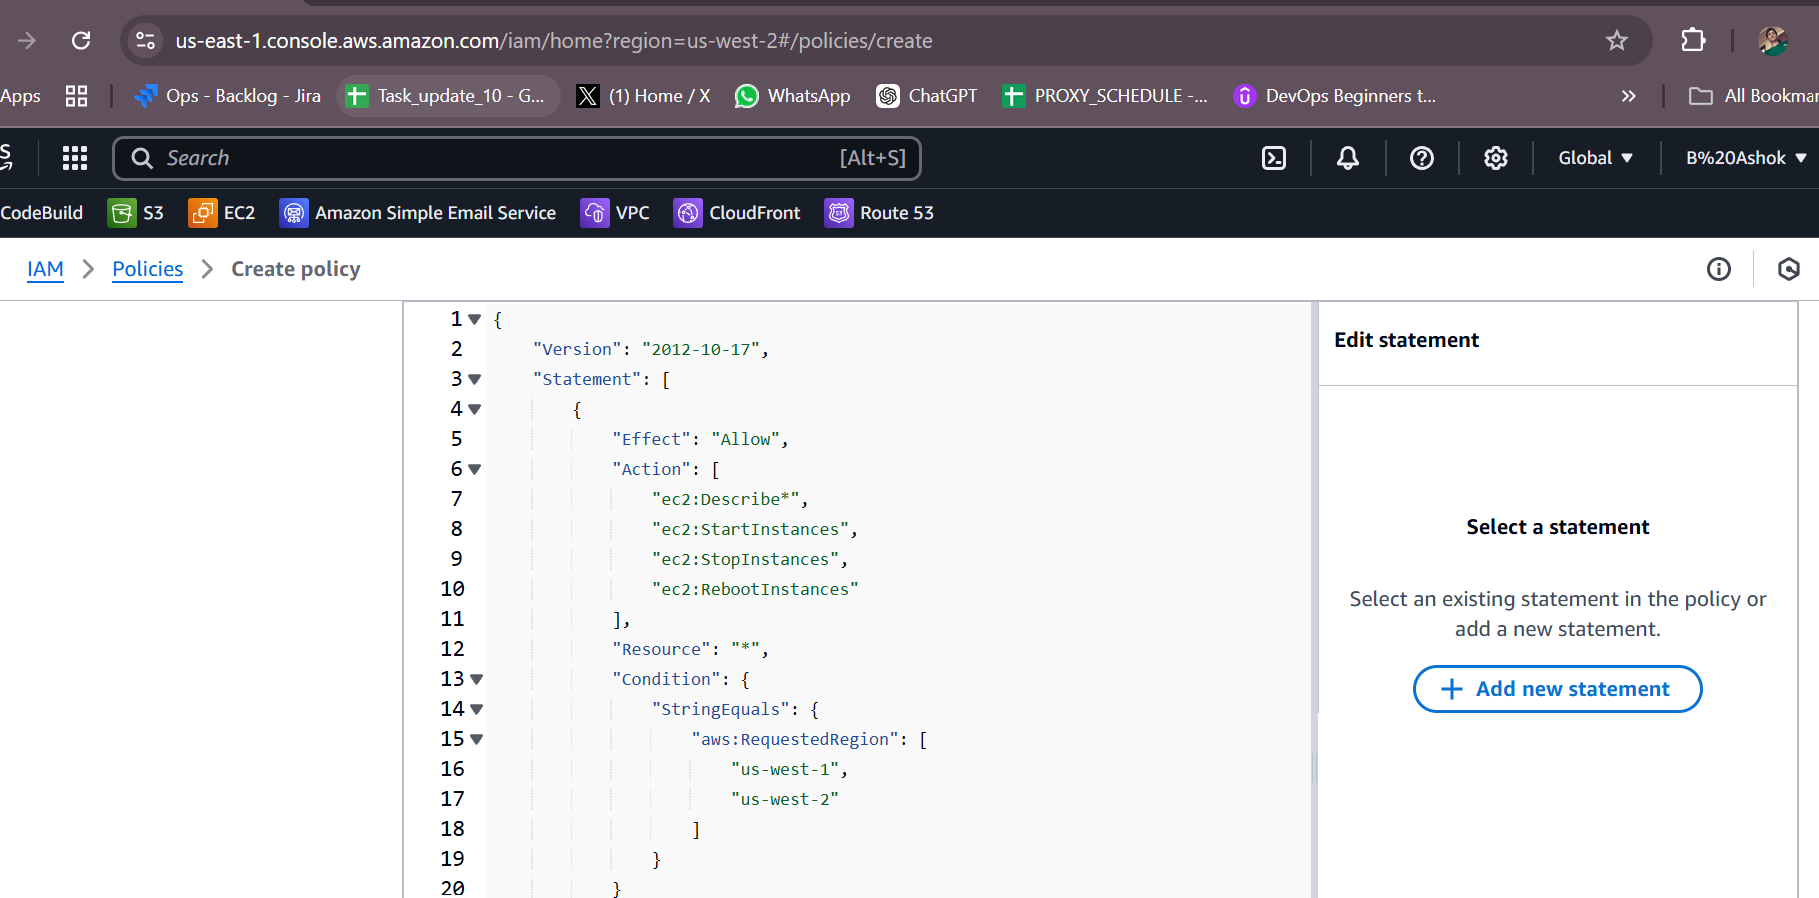 us-east-1.console.aws.amazon.com/iam/home?region=us-west-2#/policies/create
Apps Ops - Backlog - Jira Task_update_10 - G... (1) Home / X WhatsApp ChatGPT PROXY_SCHEDULE -... DevOps Beginners t... » All Bookmar
Search [Alt+S] Global B%20Ashok
CodeBuild S3 EC2 Amazon Simple Email Service VPC CloudFront Route 53
IAM > Policies > Create policy
1 {
2 "Version": "2012-10-17",
3 "Statement": [
4 {
5 "Effect": "Allow",
6 "Action": [
7 "ec2:Describe*",
8 "ec2:StartInstances",
9 "ec2:StopInstances",
10 "ec2:RebootInstances"
11 ],
12 "Resource": "*",
13 "Condition": {
14 "StringEquals": {
15 "aws:RequestedRegion": [
16 "us-west-1",
17 "us-west-2"
18 ]
19 }
20 }
Edit statement
Select a statement
Select an existing statement in the policy or
add a new statement.
+ Add new statement